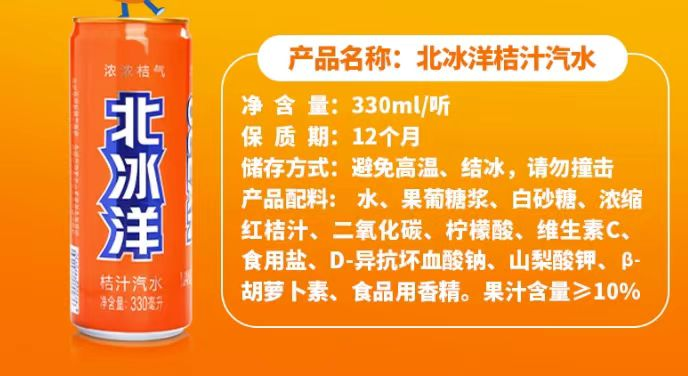 浓浓桔气
北冰洋
桔汁汽水
净含量:330毫升
产品名称：北冰洋桔汁汽水
净 含 量：330ml/听
保 质 期：12个月
储存方式：避免高温、结冰，请勿撞击
产品配料： 水、果葡糖浆、白砂糖、浓缩
红桔汁、二氧化碳、柠檬酸、维生素C、
食用盐、D-异抗坏血酸钠、山梨酸钾、β-
胡萝卜素、食品用香精。果汁含量≥10%